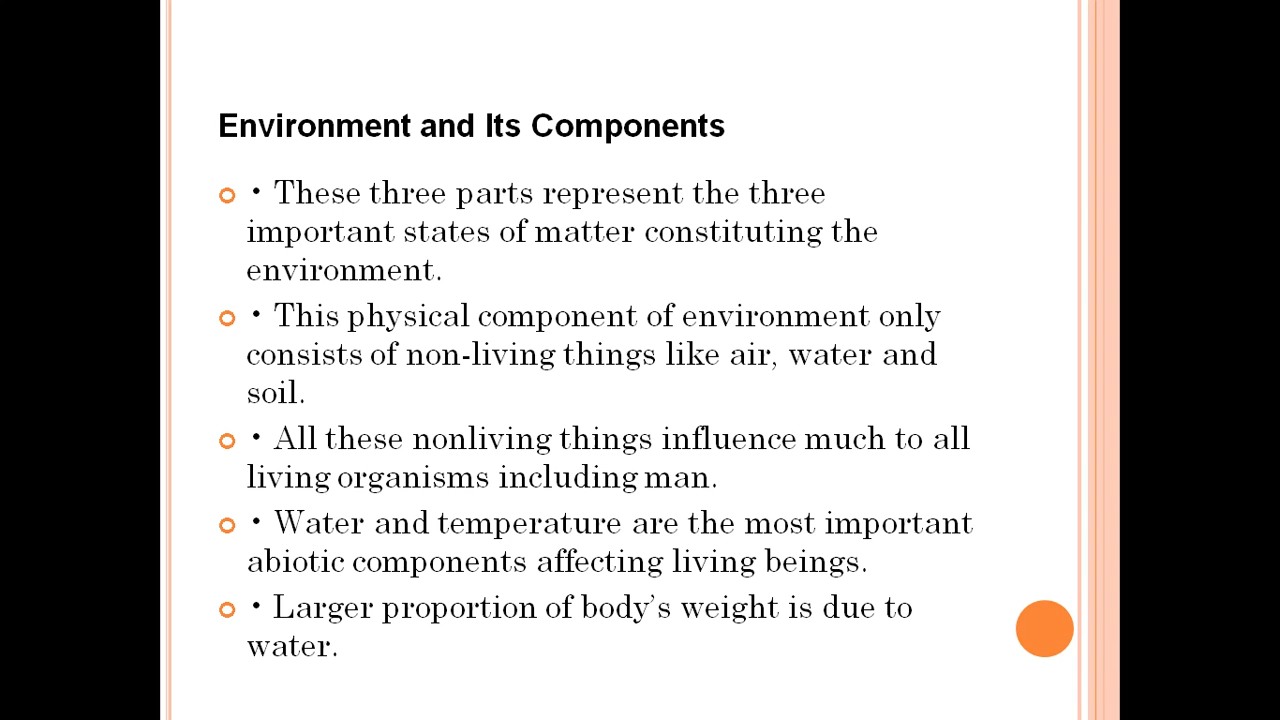 Environment and Its Components
• These three parts represent the three
important states of matter constituting the
environment.
• This physical component of environment only
consists of non-living things like air, water and
soil.
• All these nonliving things influence much to all
living organisms including man.
• Water and temperature are the most important
abiotic components affecting living beings.
• Larger proportion of body’s weight is due to
water.